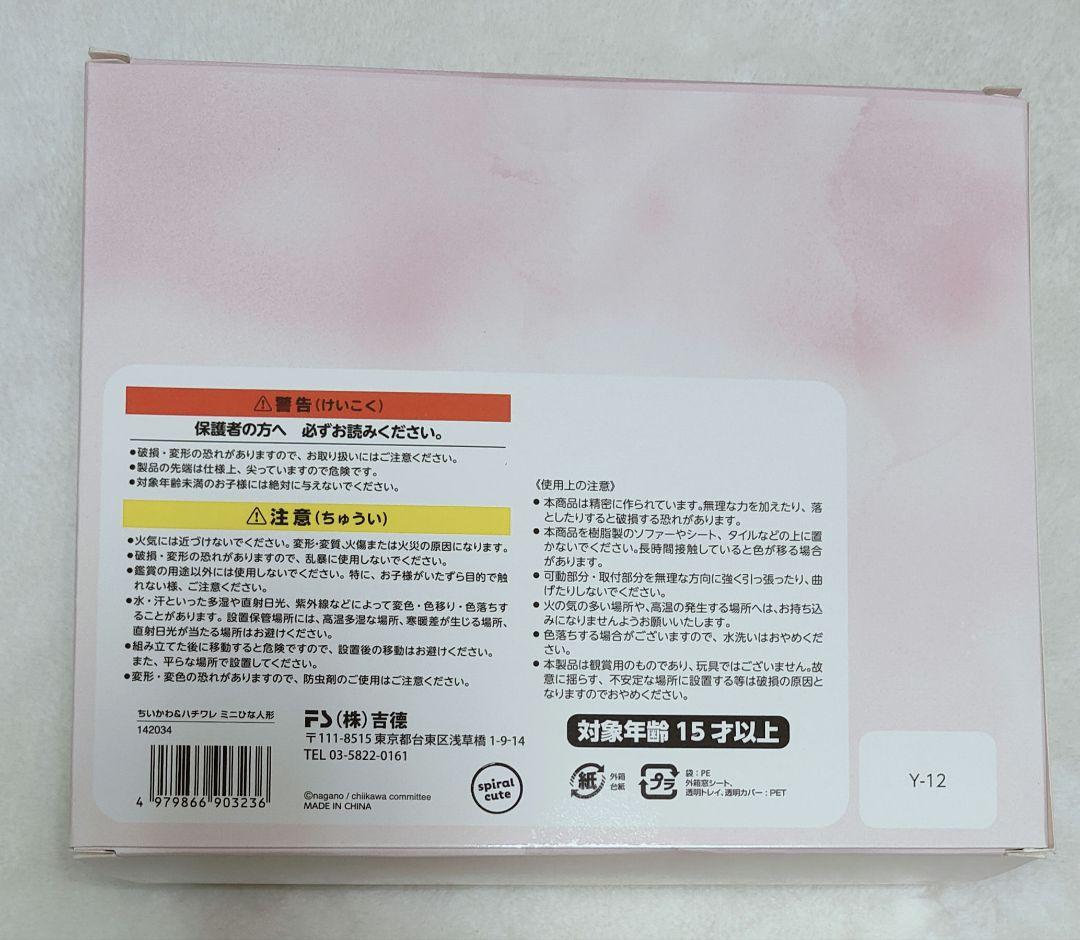 ⚠警告(けいこく)
保護者の方へ 必ずお読みください。
●破損・変形の恐れがありますので、お取り扱いにはご注意ください。
●製品の先端は仕様上、尖っていますので危険です。
●対象年齢未満のお子様には絶対に与えないでください。
⚠注意(ちゅうい)
●火気には近づけないでください。変形・変質、火傷または火災の原因になります。
●破損・変形の恐れがありますので、乱暴に使用しないでください。
●鑑賞の用途以外には使用しないでください。特に、お子様がいたずら目的で触
れない様、ご注意ください。
●水・汗といった多湿や直射日光、紫外線などによって変色・色移り・色落ちす
ることがあります。設置保管場所には、高温多湿な場所、寒暖差が生じる場所、
直射日光が当たる場所はお避けください。
●組み立てた後に移動すると危険ですので、設置後の移動はお避けください。
また、平らな場所で設置してください。
●変形・変色の恐れがありますので、防虫剤のご使用はご注意ください。
ちいかわ&ハチワレ ミニひな人形
142034
4 979866 903236
(株)吉德
〒111-8515 東京都台東区浅草橋 1-9-14
TEL 03-5822-0161
©nagano / chiikawa committee
MADE IN CHINA
spiral
cute
《使用上の注意》
● 本商品は精密に作られています。無理な力を加えたり、落
としたりすると破損する恐れがあります。
● 本商品を樹脂製のソファーやシート、タイルなどの上に置
かないでください。長時間接触していると色が移る場合
があります。
● 可動部分・取付部分を無理な方向に強く引っ張ったり、曲
げたりしないでください。
● 火の気の多い場所や、高温の発生する場所へは、お持ち込
みになりませんようお願いいたします。
● 色落ちする場合がございますので、水洗いはおやめくだ
さい。
● 本製品は観賞用のものであり、玩具ではございません。故
意に揺らす、不安定な場所に設置する等は破損の原因と
なりますのでおやめください。
対象年齢 15 才以上
紙
外箱
台紙
プラ
袋:PE
外箱窓シート、
透明トレイ、透明カバー:PET
Y-12